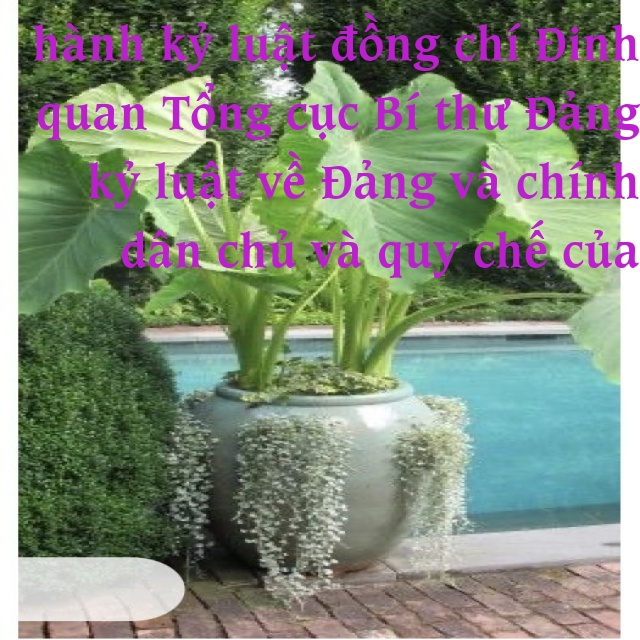 hành kỷ luật đồng chí Đinh
quan Tổng cục Bí thư Đảng
kỷ luật về Đảng và chính
dân chủ và quy chế của